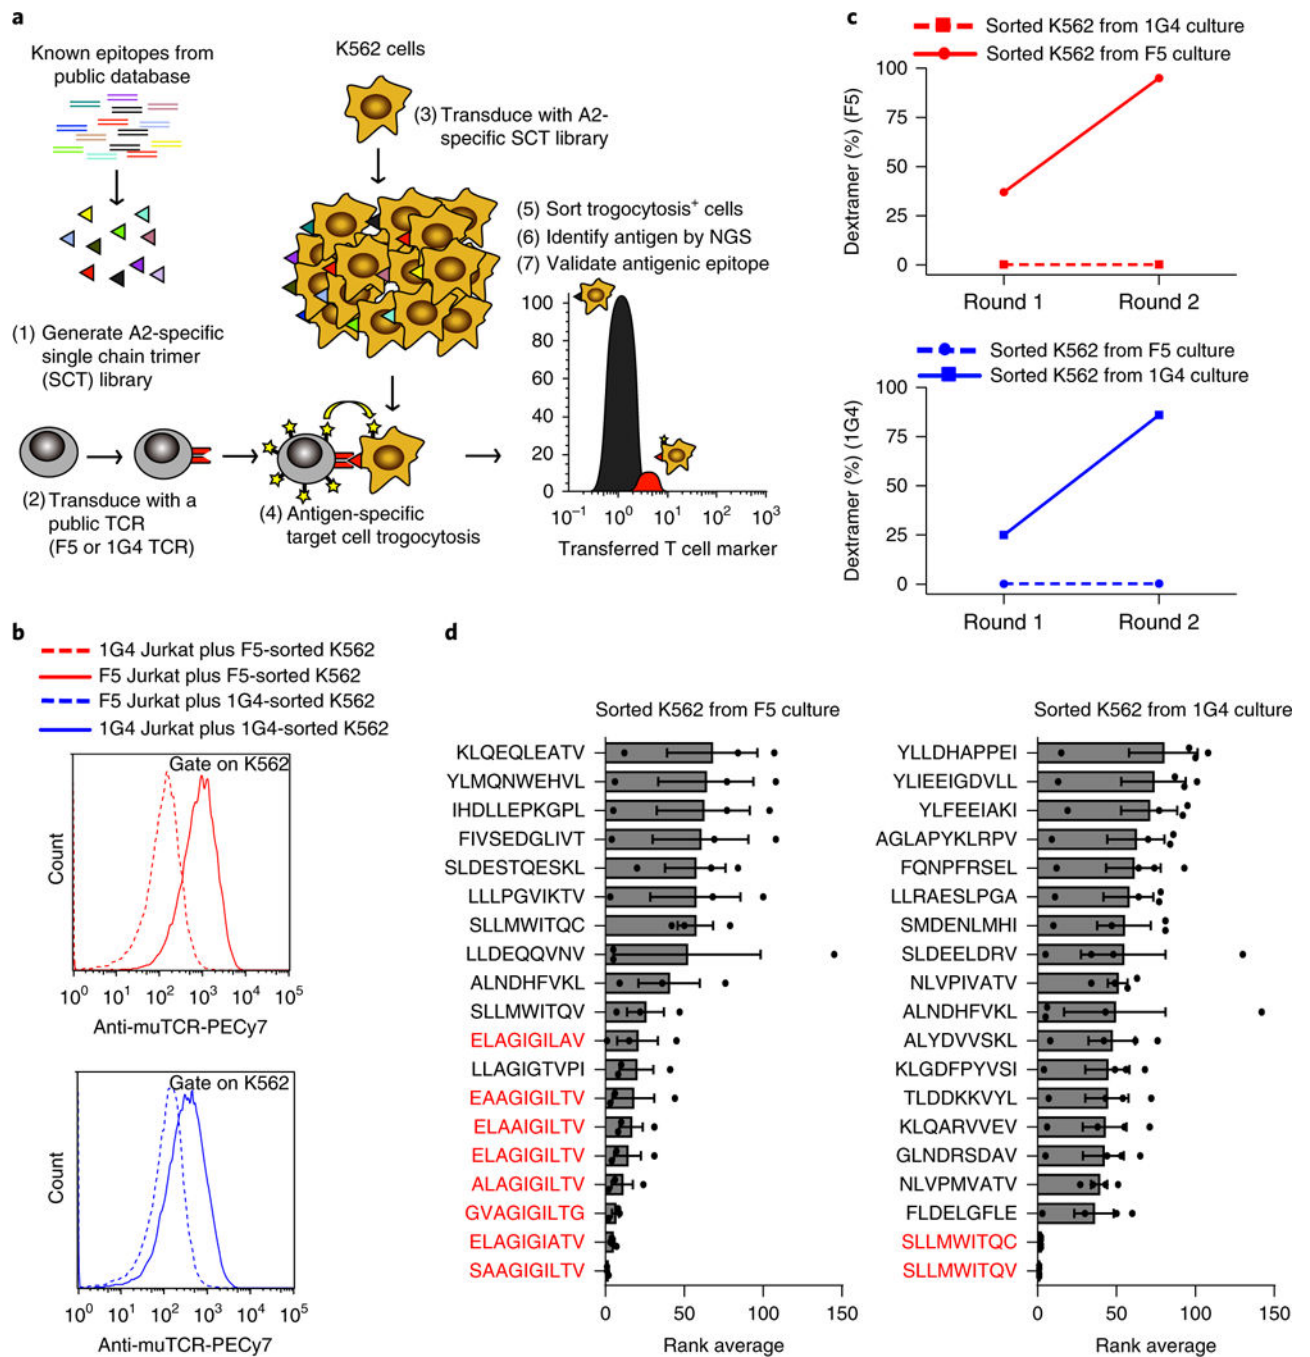 a
Known epitopes from
public database
K562 cells
(3) Transduce with A2-
specific SCT library
(1) Generate A2-specific
single chain trimer
(SCT) library
(5) Sort trogocytosis+ cells
(6) Identify antigen by NGS
(7) Validate antigenic epitope
(2) Transduce with a
public TCR
(F5 or 1G4 TCR)
(4) Antigen-specific
target cell trogocytosis
100
80
60
40
20
0
10−1 100 101 102 103
Transferred T cell marker
c
Sorted K562 from 1G4 culture
Sorted K562 from F5 culture
Dextramer (%) (F5)
100
75
50
25
0
Round 1 Round 2
Sorted K562 from F5 culture
Sorted K562 from 1G4 culture
Dextramer (%) (1G4)
100
75
50
25
0
Round 1 Round 2
b
1G4 Jurkat plus F5-sorted K562
F5 Jurkat plus F5-sorted K562
F5 Jurkat plus 1G4-sorted K562
1G4 Jurkat plus 1G4-sorted K562
Gate on K562
Count
100 101 102 103 104 105
Anti-muTCR-PECy7
Gate on K562
Count
100 101 102 103 104 105
Anti-muTCR-PECy7
d
Sorted K562 from F5 culture
KLQEQLEATV
YLMQNWEHVL
IHDLLEPKGPL
FIVSEDGLIVT
SLDESTQESKL
LLLPGVIKTV
SLLMWITQC
LLDEQQVNV
ALNDHFVKL
SLLMWITQV
ELAGIGILAV
LLAGIGTVPI
EAAGIGILTV
ELAAIGILTV
ELAGIGILTV
ALAGIGILTV
GVAGIGILTG
ELAGIGIATV
SAAGIGILTV
0 50 100 150
Rank average
Sorted K562 from 1G4 culture
YLLDHAPPEI
YLIEEIGDVLL
YLFEEIAKI
AGLAPYKLRPV
FQNPFRSEL
LLRAESLPGA
SMDENLMHI
SLDEELDRV
NLVPIVATV
ALNDHFVKL
ALYDVVSKL
KLGDFPYVSI
TLDDKKVYL
KLQARVVEV
GLNDRSDAV
NLVPMVATV
FLDELGFLE
SLLMWITQC
SLLMWITQV
0 50 100 150
Rank average